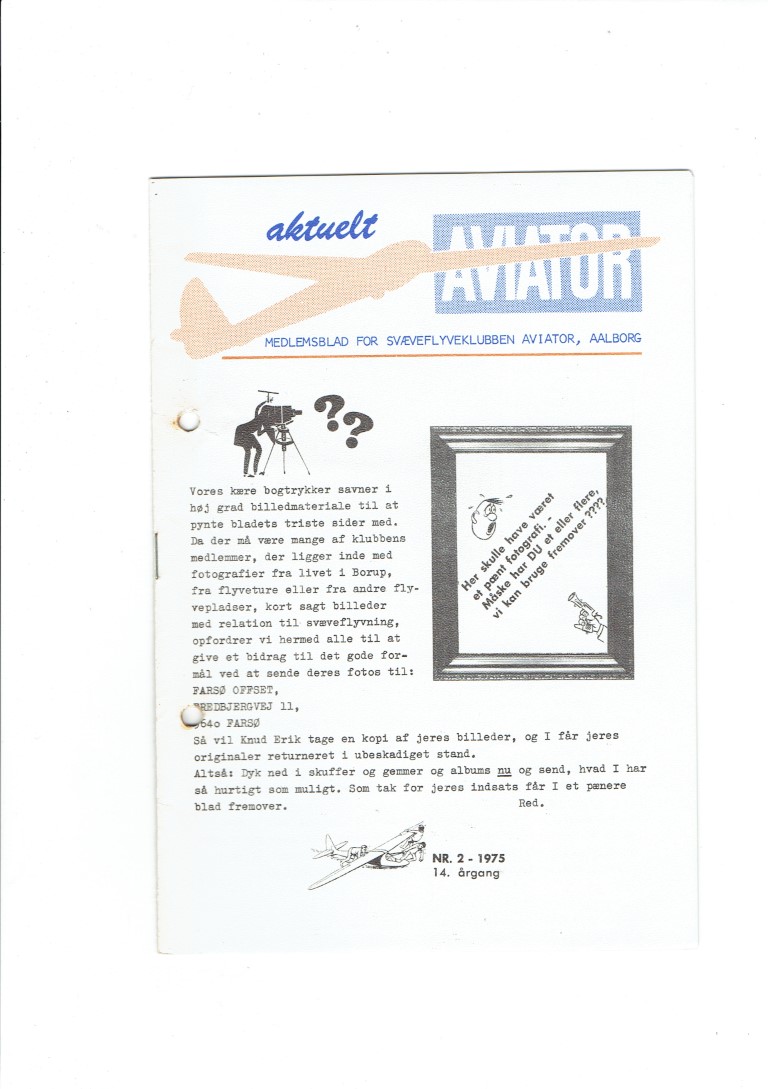 aktuelt
AVIATOR
MEDLEMSBLAD FOR SVÆVEFLYVEKLUBBEN AVIATOR, AALBORG
??
Vores kære bogtrykker savner i
høj grad billedmateriale til at
pynte bladets triste sider med.
Da der må være mange af klubbens
medlemmer, der ligger inde med
fotografier fra livet i Borup,
fra flyveture eller fra andre fly-
vepladser, kort sagt billeder
med relation til svæveflyvning,
opfordrer vi hermed alle til at
give et bidrag til det gode for-
mål ved at sende deres fotos til:
FARSØ OFFSET,
BREDBJERGVEJ 11,
64o FARSØ
Så vil Knud Erik tage en kopi af jeres billeder, og I får jeres
originaler returneret i ubeskadiget stand.
Altså: Dyk ned i skuffer og gemmer og albums nu og send, hvad I har
så hurtigt som muligt. Som tak for jeres indsats får I et pænere
blad fremover. Red.
Her skulle have været
et pænt fotografi. -
Måske har DU et eller flere,
vi kan bruge fremover ????
NR. 2 - 1975
14. årgang